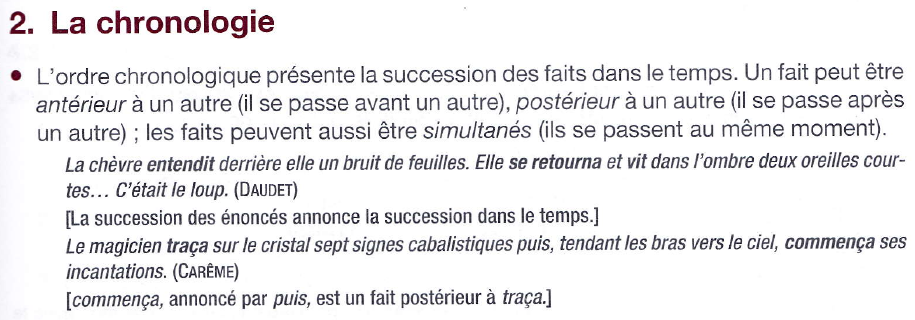 2. La chronologie
• L'ordre chronologique présente la succession des faits dans le temps. Un fait peut être
antérieur à un autre (il se passe avant un autre), postérieur à un autre (il se passe après
un autre) ; les faits peuvent aussi être simultanés (ils se passent au même moment).
La chèvre entendit derrière elle un bruit de feuilles. Elle se retourna et vit dans l'ombre deux oreilles cour-
tes... C'était le loup. (DAUDET)
[La succession des énoncés annonce la succession dans le temps.]
Le magicien traça sur le cristal sept signes cabalistiques puis, tendant les bras vers le ciel, commença ses
incantations. (CARÊME)
[commença, annoncé par puis, est un fait postérieur à traça.]